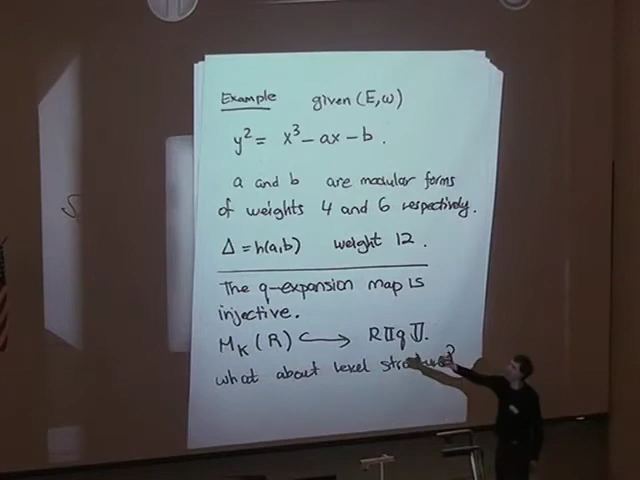 Example given (E,ω)
y² = x³ – ax – b.
a and b are modular forms
of weights 4 and 6 respectively.
Δ = h(a,b) weight 12.
The q-expansion map is
injective.
M_K(R) ↪ R⟦q⟧.
what about level structure?